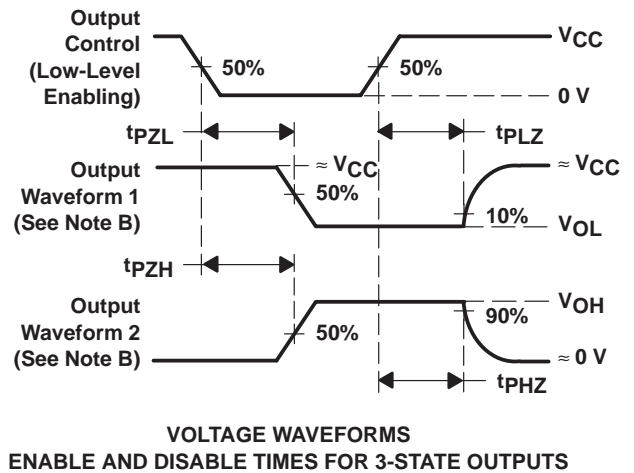 Output
Control
(Low-Level
Enabling)
50%
50%
VCC
0 V
tPZL
tPLZ
Output
Waveform 1
(See Note B)
≈ VCC
50%
≈ VCC
10%
VOL
tPZH
Output
Waveform 2
(See Note B)
50%
VOH
90%
≈ 0 V
tPHZ
VOLTAGE WAVEFORMS
ENABLE AND DISABLE TIMES FOR 3-STATE OUTPUTS